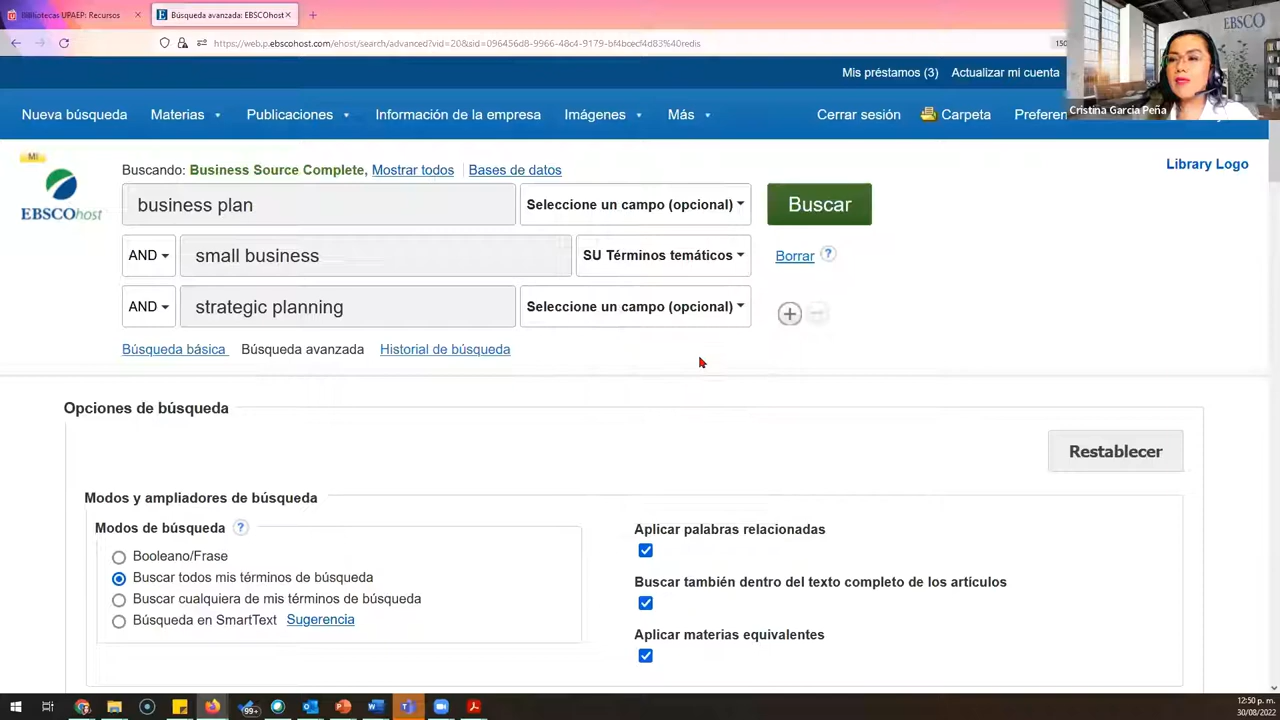 Bibliotecas UPAEP: Recursos
Búsqueda avanzada: EBSCOhost
https://web.p.ebscohost.com/ehost/search/advanced?vid=20&sid=096456d8-9966-48c4-9179-bf4bcecf4d83%40redis
EBSCO
Cristina Garcia Peña
Mis préstamos (3) Actualizar mi cuenta
Nueva búsqueda Materias Publicaciones Información de la empresa Imágenes Más Cerrar sesión Carpeta Preferen
MI
EBSCOhost
Library Logo
Buscando: Business Source Complete, Mostrar todos Bases de datos
business plan Seleccione un campo (opcional) Buscar
AND small business SU Términos temáticos Borrar ?
AND strategic planning Seleccione un campo (opcional)
Búsqueda básica Búsqueda avanzada Historial de búsqueda
Opciones de búsqueda
Restablecer
Modos y ampliadores de búsqueda
Modos de búsqueda ?
Booleano/Frase
Buscar todos mis términos de búsqueda
Buscar cualquiera de mis términos de búsqueda
Búsqueda en SmartText Sugerencia
Aplicar palabras relacionadas
Buscar también dentro del texto completo de los artículos
Aplicar materias equivalentes
99+
12:50 p. m.
30/08/2022